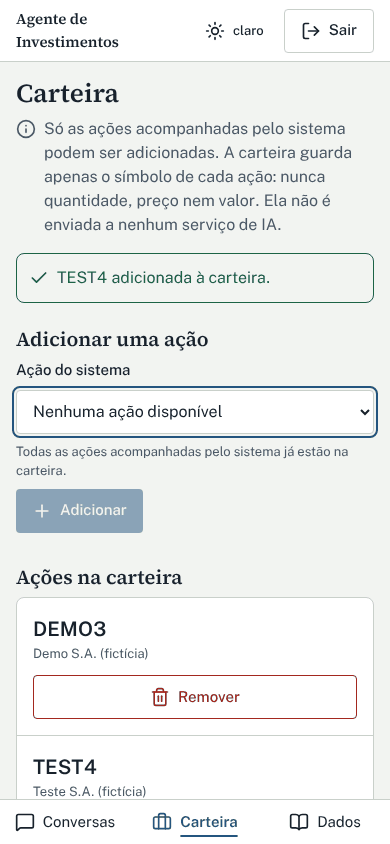 Agente de
Investimentos
claro
Sair
Carteira
Só as ações acompanhadas pelo sistema
podem ser adicionadas. A carteira guarda
apenas o símbolo de cada ação: nunca
quantidade, preço nem valor. Ela não é
enviada a nenhum serviço de IA.
TEST4 adicionada à carteira.
Adicionar uma ação
Ação do sistema
Nenhuma ação disponível
Todas as ações acompanhadas pelo sistema já estão na
carteira.
Adicionar
Ações na carteira
DEMO3
Demo S.A. (fictícia)
Remover
TEST4
Teste S.A. (fictícia)
Conversas
Carteira
Dados